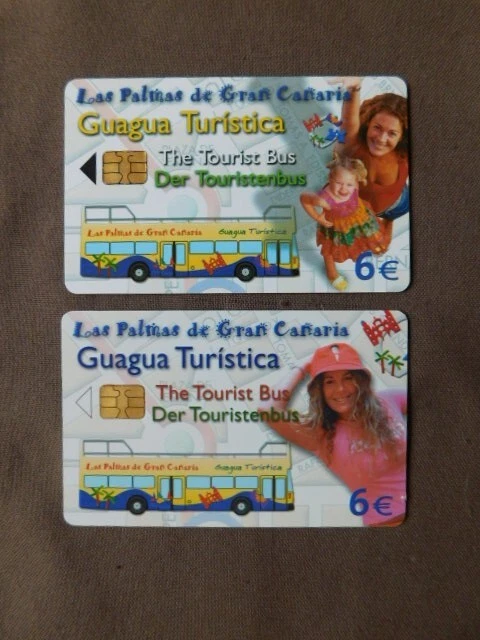 Las Palmas de Gran Canaria
Guagua Turística
The Tourist Bus
Der Touristenbus
Las Palmas de Gran Canaria Guagua Turística
6€
Las Palmas de Gran Canaria
Guagua Turística
The Tourist Bus
Der Touristenbus
Las Palmas de Gran Canaria Guagua Turística
6€